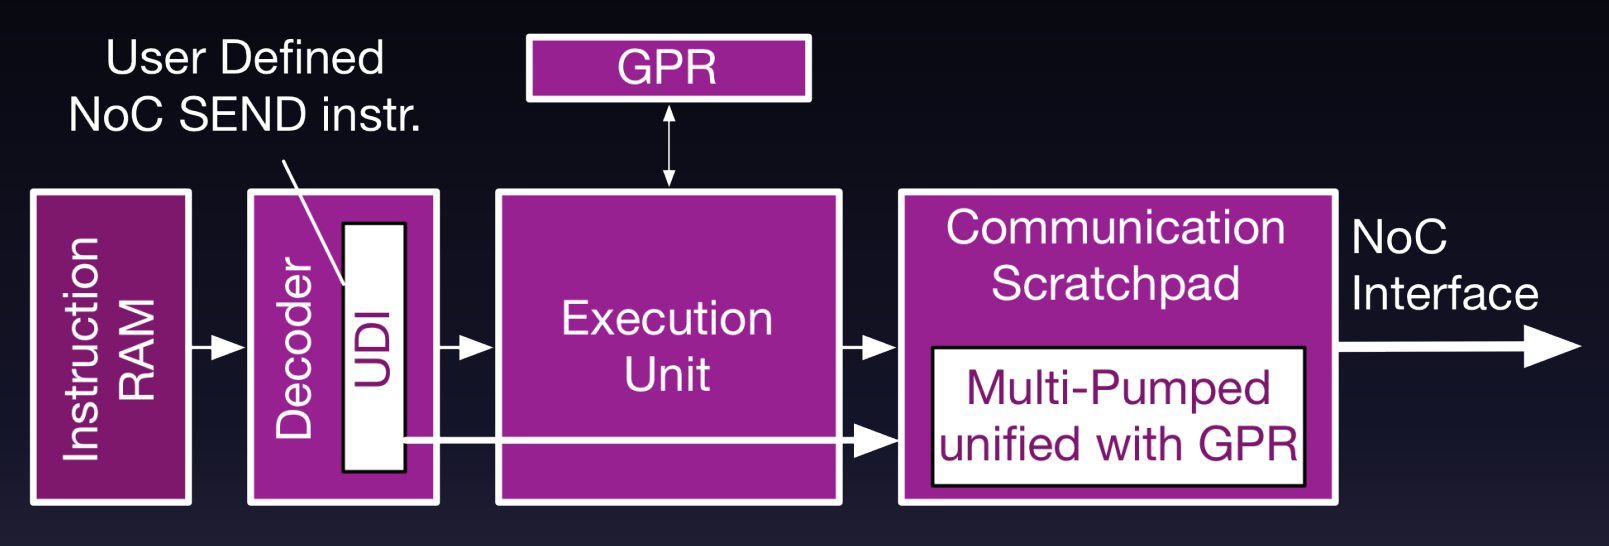 User Defined
NoC SEND instr.
GPR
Instruction
RAM
Decoder
UDI
Execution
Unit
Communication
Scratchpad
Multi-Pumped
unified with GPR
NoC
Interface